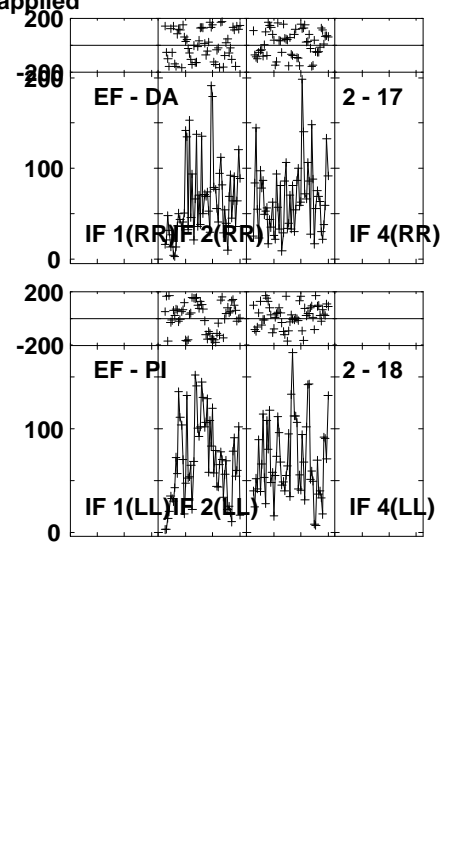 applied
200
-200
200
EF - DA 2 - 17
100
IF 1(RR) IF 2(RR) IF 4(RR)
0
200
-200
EF - PI 2 - 18
100
IF 1(LL) IF 2(LL) IF 4(LL)
0